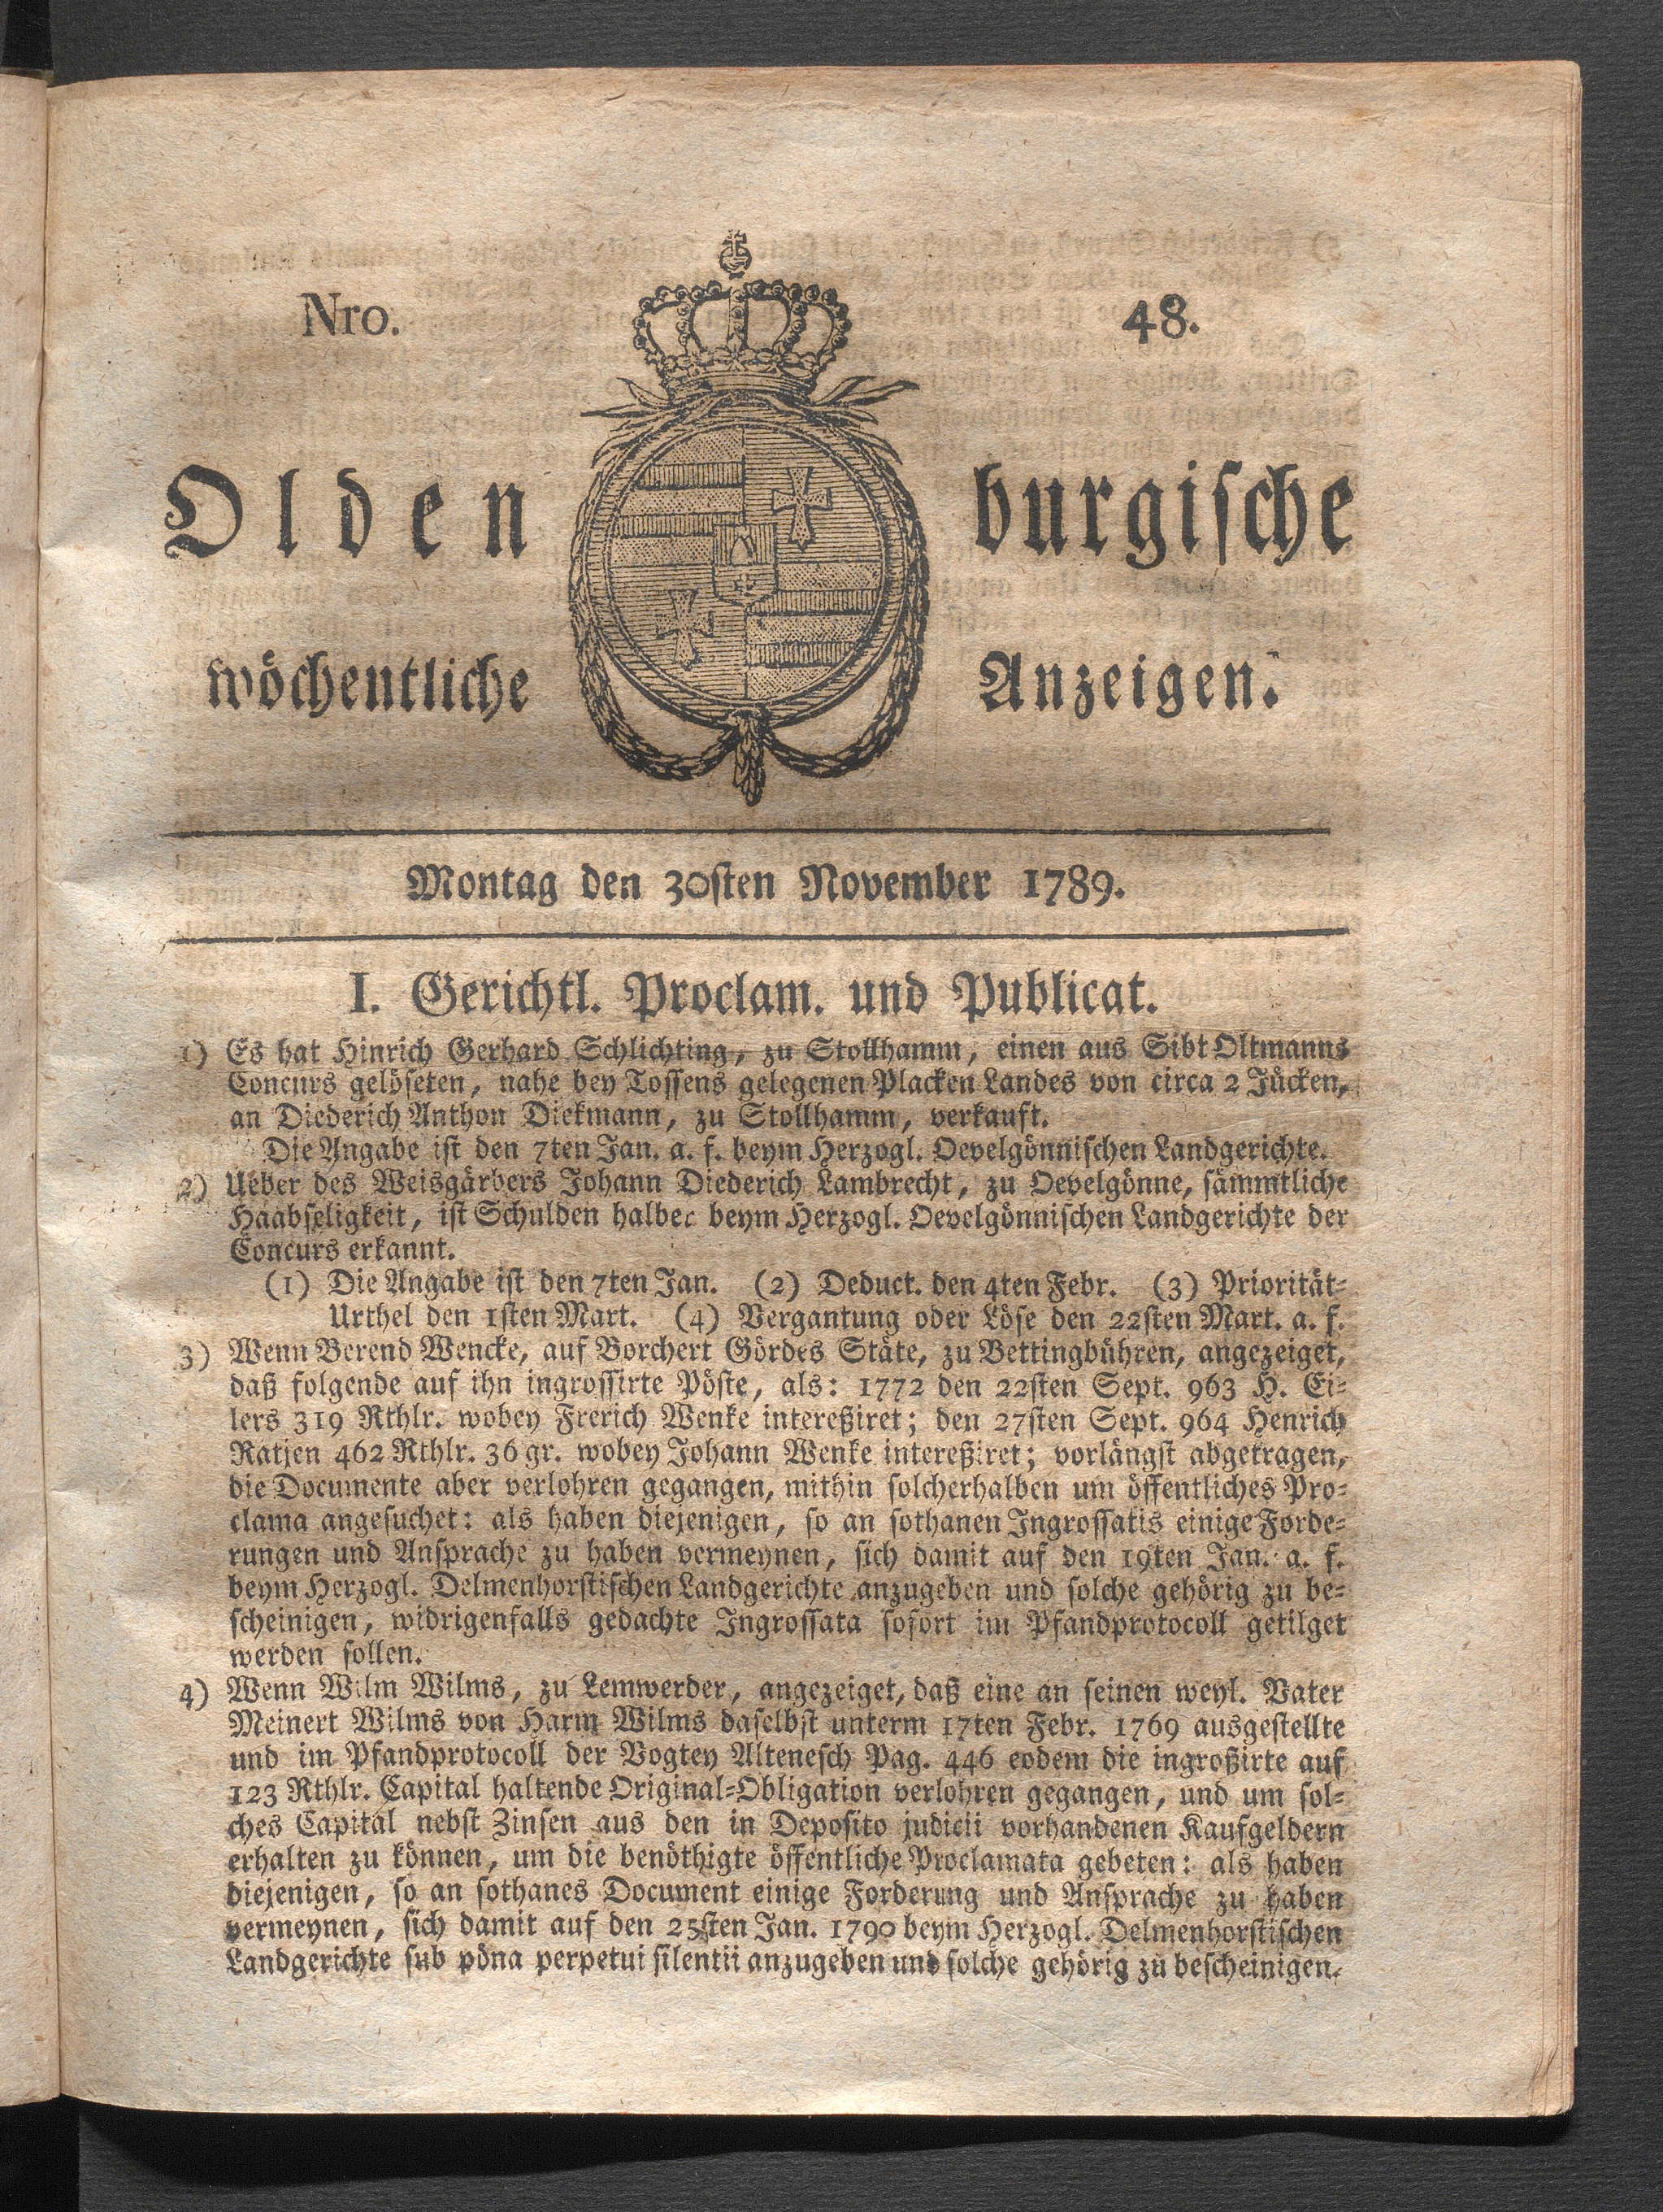 Nro. 48.
Olden burgische
wöchentliche Anzeigen.
Montag den 30sten November 1789.
I. Gerichtl. Proclam. und Publicat.
1) Es hat Hinrich Gerhard Schlichting, zu Stollhamm, einen aus Sibt Oltmanns
Concurs gelöseten, nahe bey Tossens gelegenen Placken Landes von circa 2 Jücken,
an Diederich Anthon Diekmann, zu Stollhamm, verkauft.
Die Angabe ist den 7ten Jan. a. f. beym Herzogl. Oevelgönnischen Landgerichte.
2) Ueber des Weisgärbers Johann Diederich Lambrecht, zu Oevelgönne, sämmtliche
Haabseligkeit, ist Schulden halber beym Herzogl. Oevelgönnischen Landgerichte der
Concurs erkannt.
(1) Die Angabe ist den 7ten Jan. (2) Deduct. den 4ten Febr. (3) Priorität-
Urthel den 1sten Mart. (4) Vergantung oder Löse den 22sten Mart. a. f.
3) Wenn Berend Wencke, auf Borchert Gördes Stäte, zu Bettingbühren, angezeiget,
daß folgende auf ihn ingrossirte Pöste, als: 1772 den 22sten Sept. 963 H. Ei-
lers 319 Rthlr. wobey Frerich Wenke intereßiret; den 27sten Sept. 964 Henrich
Ratjen 462 Rthlr. 36 gr. wobey Johann Wenke intereßiret; vorlängst abgetragen,
die Documente aber verlohren gegangen, mithin solcherhalben um öffentliches Pro-
clama angesuchet: als haben diejenigen, so an sothanen Ingrossatis einige Forde-
rungen und Ansprache zu haben vermeynen, sich damit auf den 19ten Jan. a. f.
beym Herzogl. Delmenhorstischen Landgerichte anzugeben und solche gehörig zu be-
scheinigen, widrigenfalls gedachte Ingrossata sofort im Pfandprotocoll getilget
werden sollen.
4) Wenn Wilm Wilms, zu Lemwerder, angezeiget, daß eine an seinen weyl. Vater
Meinert Wilms von Harm Wilms daselbst unterm 17ten Febr. 1769 ausgestellte
und im Pfandprotocoll der Vogtey Altenesch Pag. 446 eodem die ingroßirte auf
123 Rthlr. Capital haltende Original-Obligation verlohren gegangen, und um sol-
ches Capital nebst Zinsen aus den in Deposito judicii vorhandenen Kaufgeldern
erhalten zu können, um die benöthigte öffentliche Proclamata gebeten: als haben
diejenigen, so an sothanes Document einige Forderung und Ansprache zu haben
vermeynen, sich damit auf den 25sten Jan. 1790 beym Herzogl. Delmenhorstischen
Landgerichte sub pöna perpetui silentii anzugeben und solche gehörig zu bescheinigen.